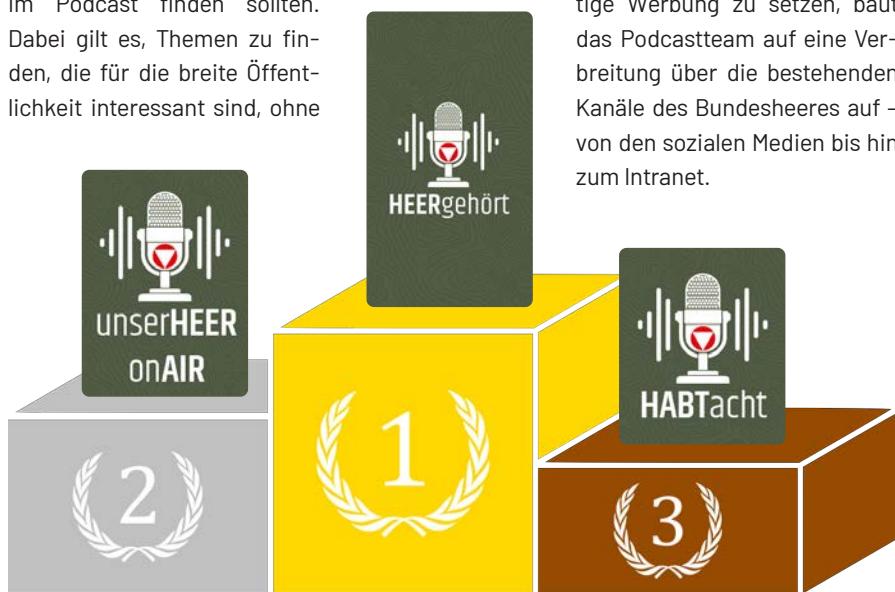 im Podcast finden sollten.
Dabei gilt es, Themen zu fin-
den, die für die breite Öffent-
lichkeit interessant sind, ohne
tige Werbung zu setzen, baut
das Podcastteam auf eine Ver-
breitung über die bestehenden
Kanäle des Bundesheeres auf –
von den sozialen Medien bis hin
zum Intranet.
unserHEER
onAIR
HEERgehört
HABTacht
2
1
3